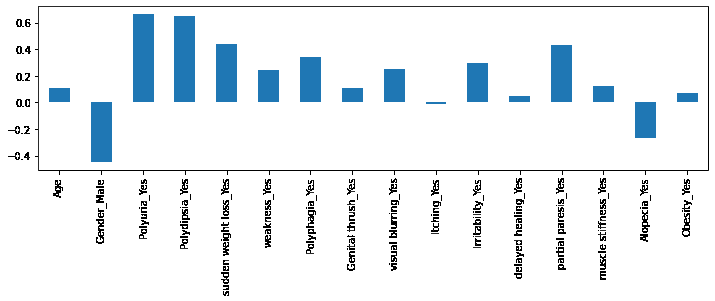 0.6
0.4
0.2
0.0
−0.2
−0.4
Age
Gender_Male
Polyuria_Yes
Polydipsia_Yes
sudden weight loss_Yes
weakness_Yes
Polyphagia_Yes
Genital thrush_Yes
visual blurring_Yes
Itching_Yes
Irritability_Yes
delayed healing_Yes
partial paresis_Yes
muscle stiffness_Yes
Alopecia_Yes
Obesity_Yes